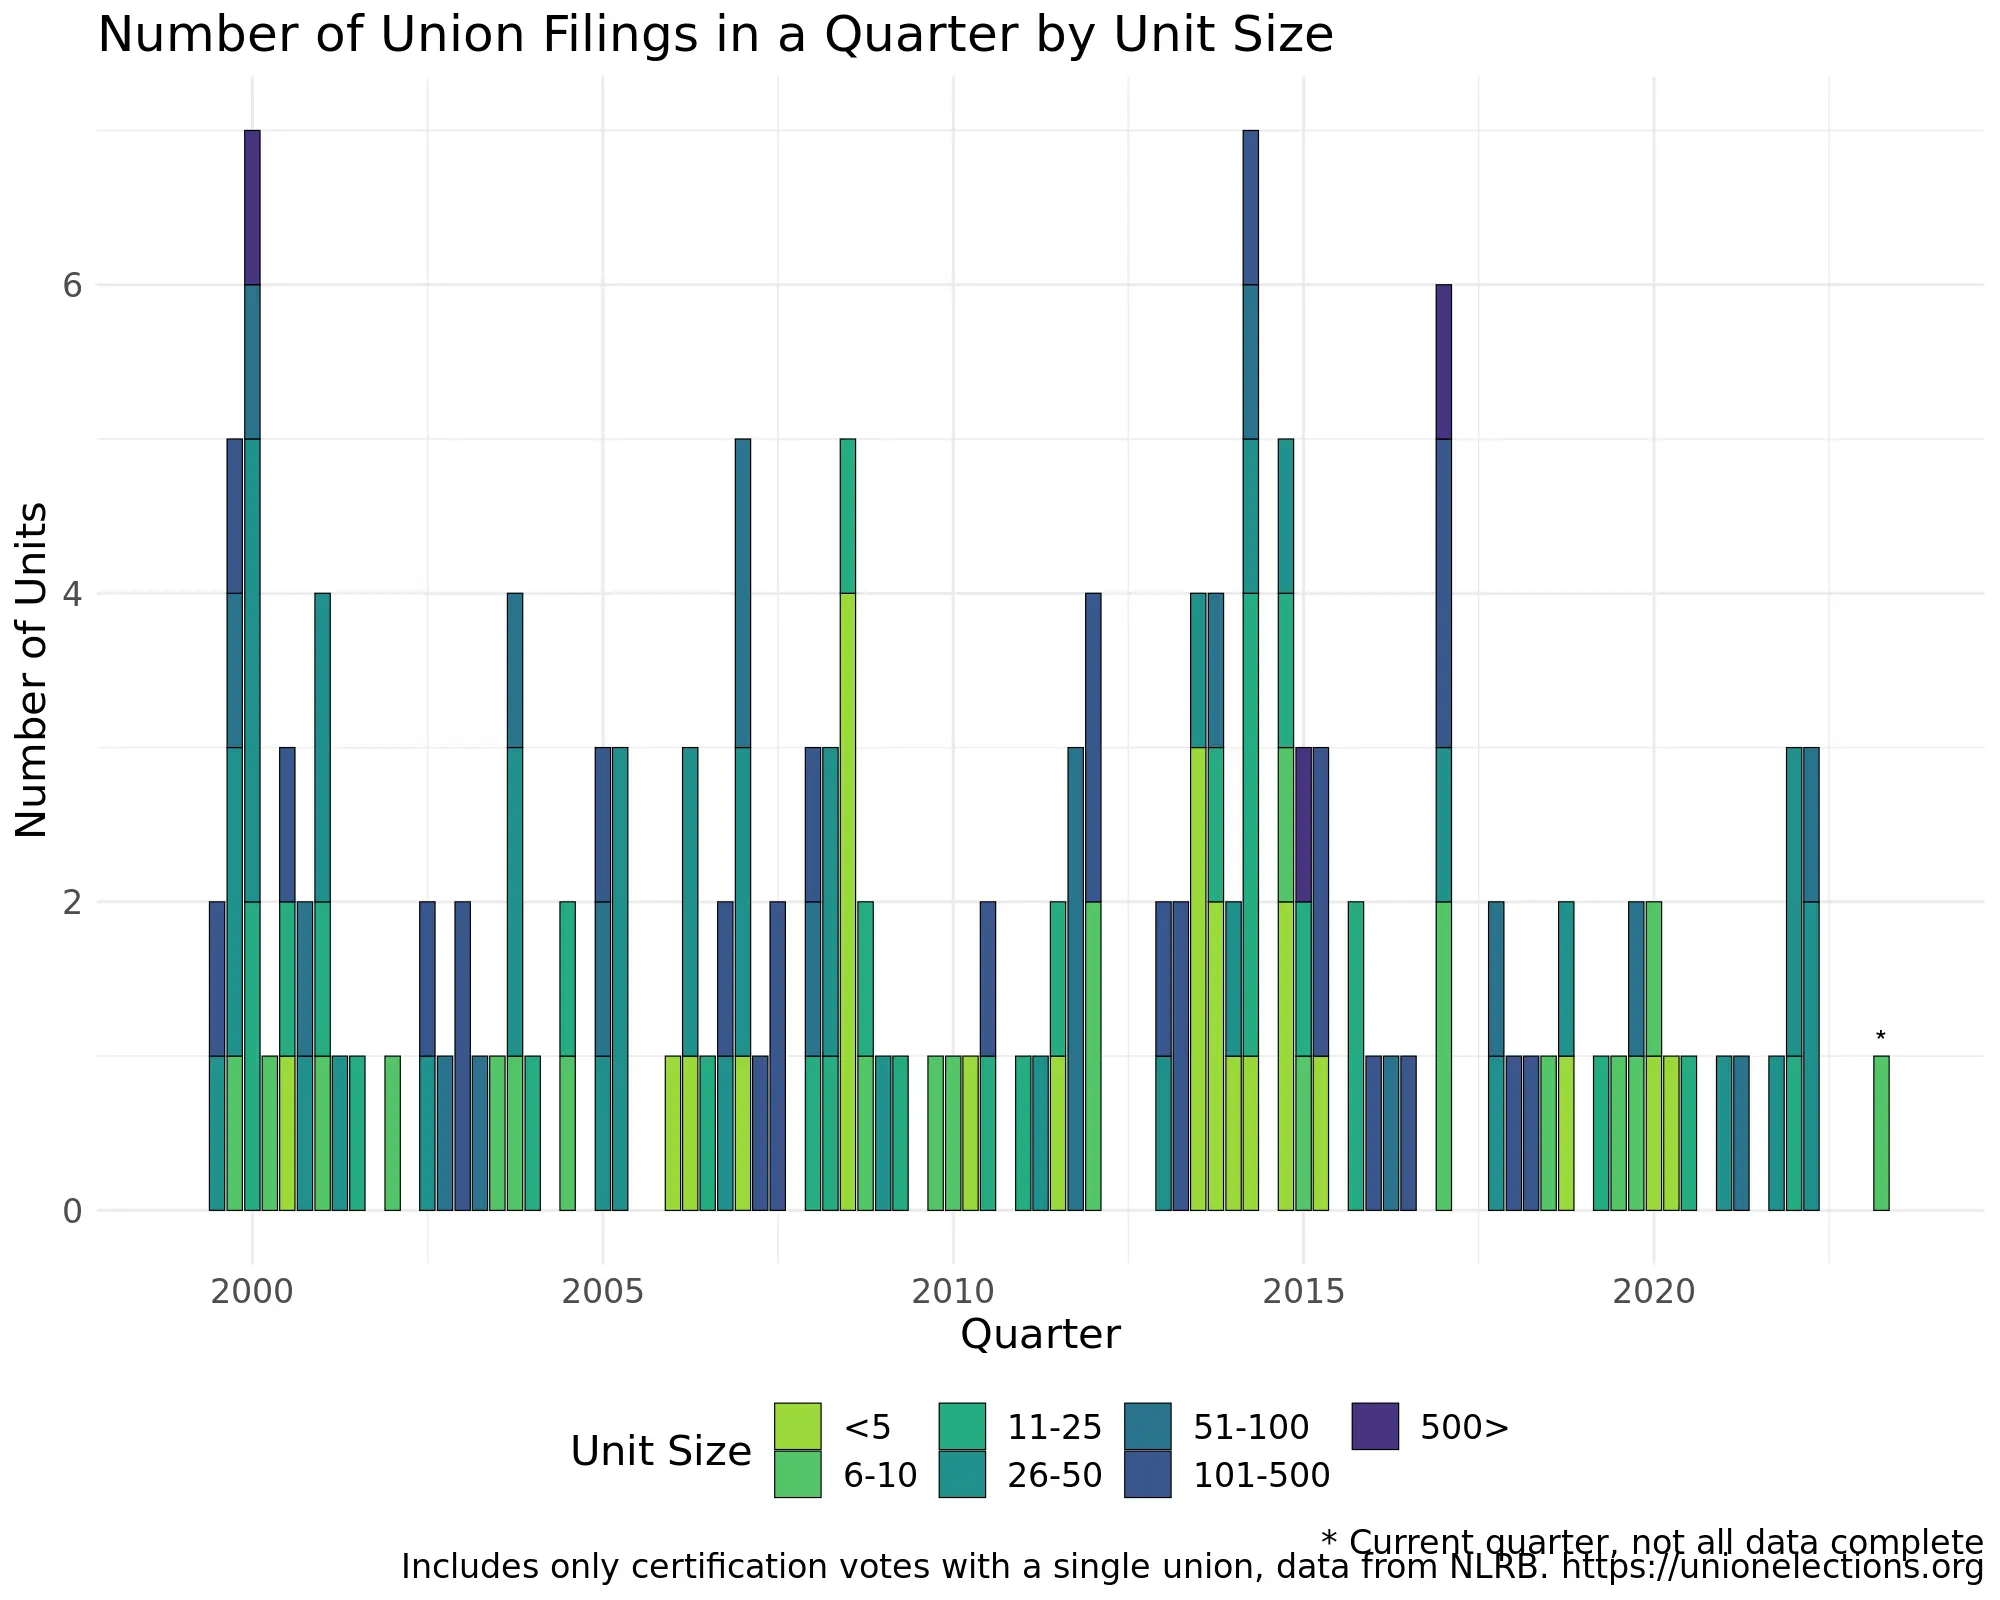 Number of Union Filings in a Quarter by Unit Size
Number of Units
6
4
2
0
*
2000 2005 2010 2015 2020
Quarter
Unit Size
<5 11-25 51-100 500>
6-10 26-50 101-500
* Current quarter, not all data complete
Includes only certification votes with a single union, data from NLRB. https://unionelections.org